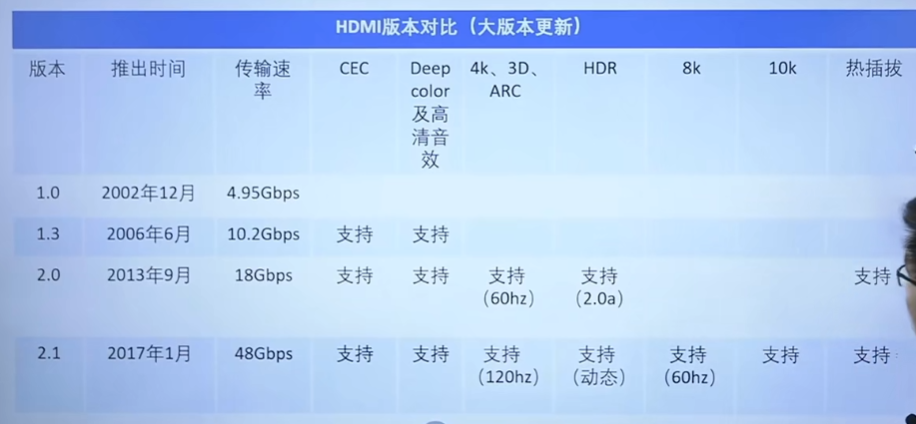 HDMI版本对比（大版本更新）
版本 推出时间 传输速率 CEC Deep color及高清音效 4k、3D、ARC HDR 8k 10k 热插拔
1.0 2002年12月 4.95Gbps
1.3 2006年6月 10.2Gbps 支持 支持
2.0 2013年9月 18Gbps 支持 支持 支持（60hz） 支持（2.0a） 支持
2.1 2017年1月 48Gbps 支持 支持 支持（120hz） 支持（动态） 支持（60hz） 支持 支持